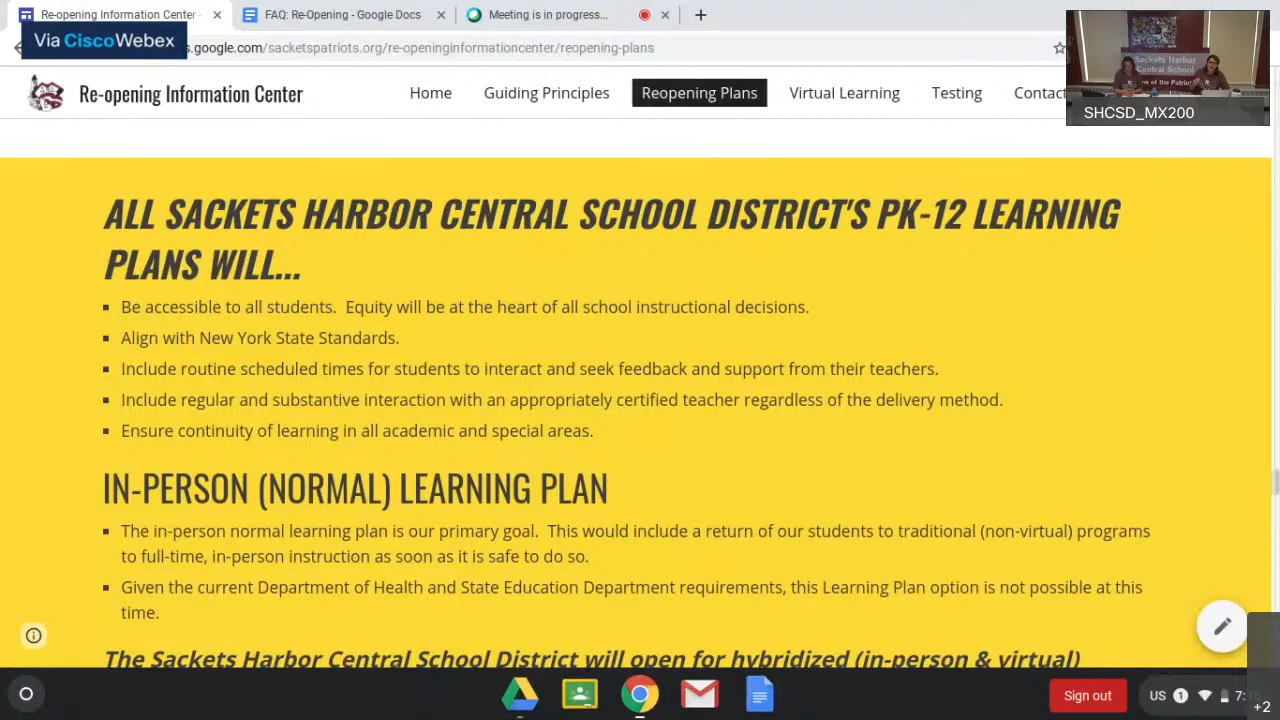 Re-opening Information Center
FAQ: Re-Opening - Google Docs
Meeting is in progress...
Via CiscoWebex
s.google.com/sacketspatriots.org/re-openinginformationcenter/reopening-plans
Re-opening Information Center
Guiding Principles
Reopening Plans
Virtual Learning
Testing
Contact
Sackets Harbor
Central School
SHCSD_MX200
ALL SACKETS HARBOR CENTRAL SCHOOL DISTRICT'S PK-12 LEARNING
PLANS WILL...
Be accessible to all students. Equity will be at the heart of all school instructional decisions.
Align with New York State Standards.
Include routine scheduled times for students to interact and seek feedback and support from their teachers.
Include regular and substantive interaction with an appropriately certified teacher regardless of the delivery method.
Ensure continuity of learning in all academic and special areas.
IN-PERSON (NORMAL) LEARNING PLAN
The in-person normal learning plan is our primary goal. This would include a return of our students to traditional (non-virtual) programs
to full-time, in-person instruction as soon as it is safe to do so.
Given the current Department of Health and State Education Department requirements, this Learning Plan option is not possible at this
time.
The Sackets Harbor Central School District will open for hybridized (in-person & virtual)
Sign out
US 1
+2